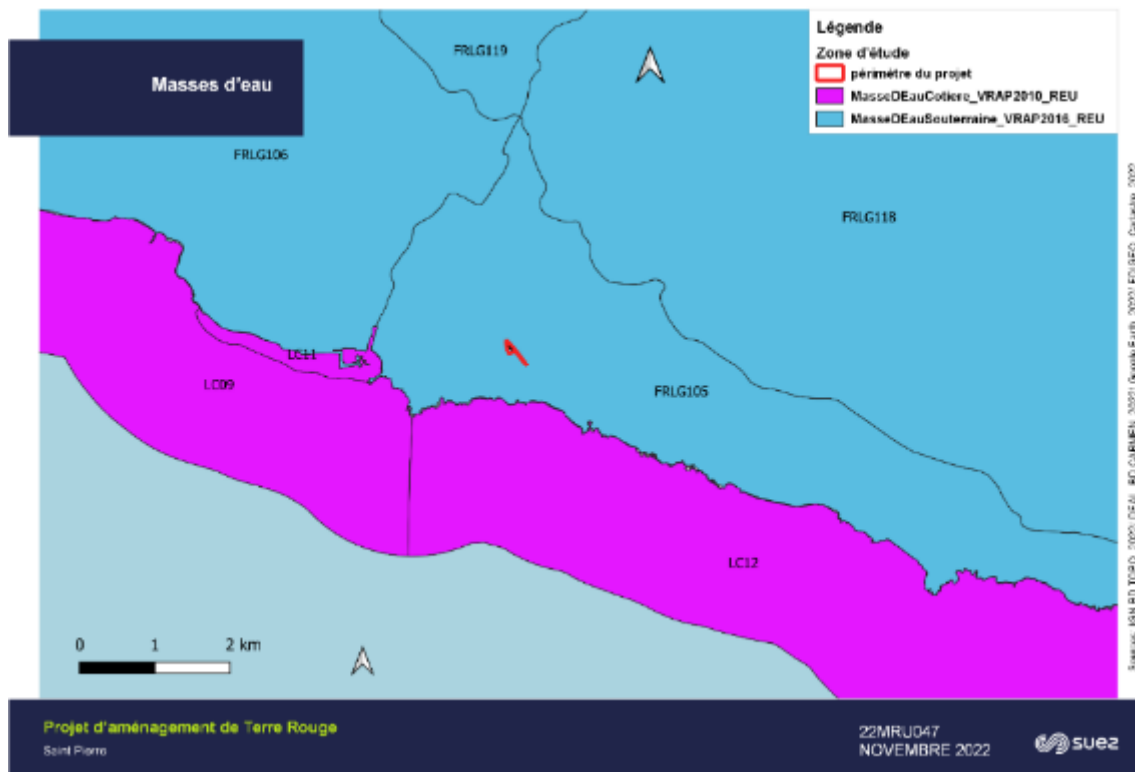 Masses d'eau
Légende
Zone d'étude
périmètre du projet
MasseDEauCotiere_VRAP2010_REU
MasseDEauSouterraine_VRAP2016_REU
FRLG119
FRLG106
FRLG118
LC11
LC09
FRLG105
LC12
0 1 2 km
Projet d'aménagement de Terre Rouge
Saint Pierre
22MRU047
NOVEMBRE 2022
suez